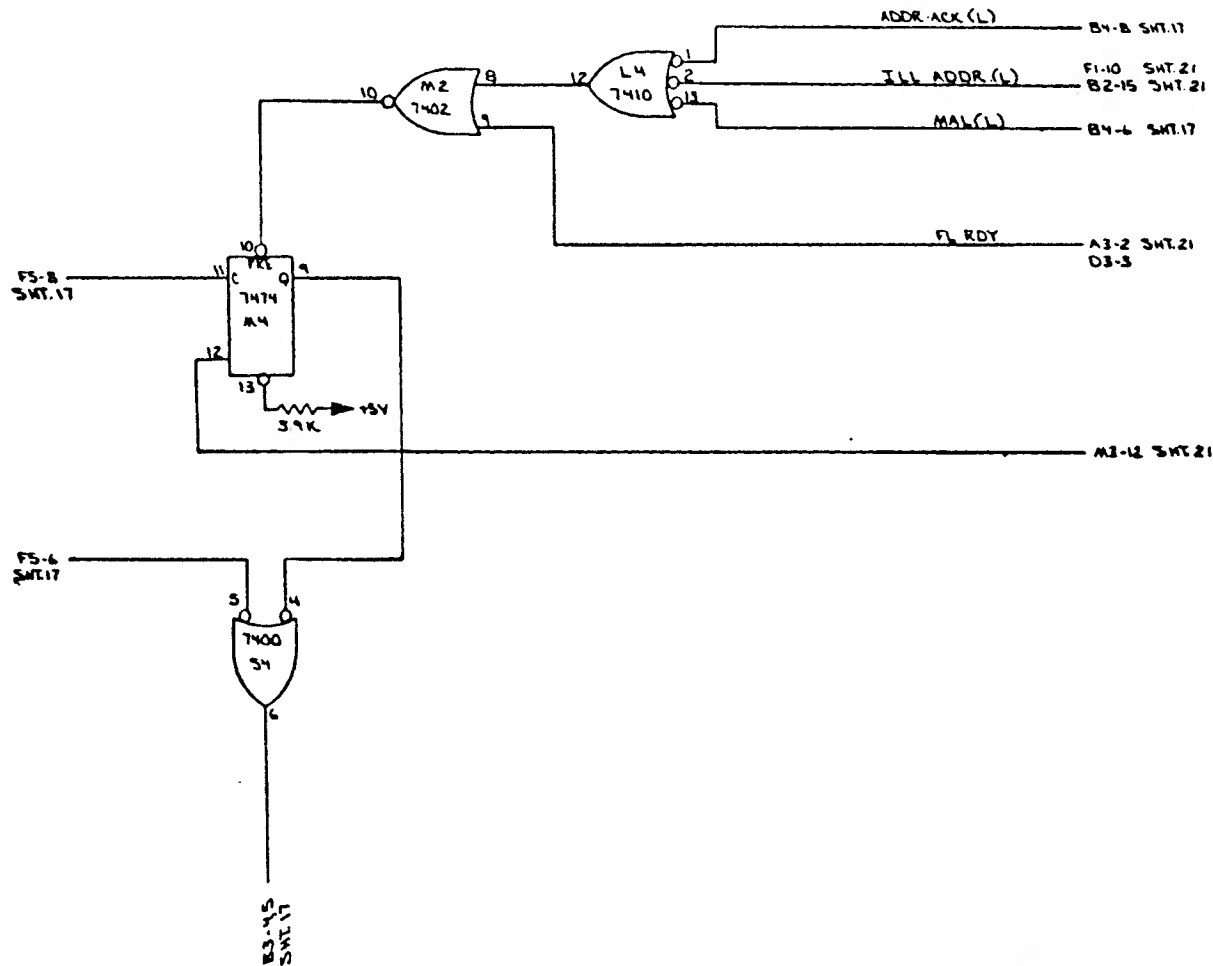 ADDR.ACK (L)
B4-8 SHT.17
1
L4
7410
12
2
ILL ADDR.(L)
F1-10 SHT.21
B2-15 SHT.21
13
MAL(L)
B4-6 SHT.17
M2
7402
10
8
9
FL RDY
A3-2 SHT.21
D3-3
10
PRE
F5-8
SHT.17
11
C
Q
9
7474
M4
12
13
+5V
3.9K
M3-12 SHT.21
F5-6
SHT.17
5
4
7400
S4
6
B3-45
SHT.17